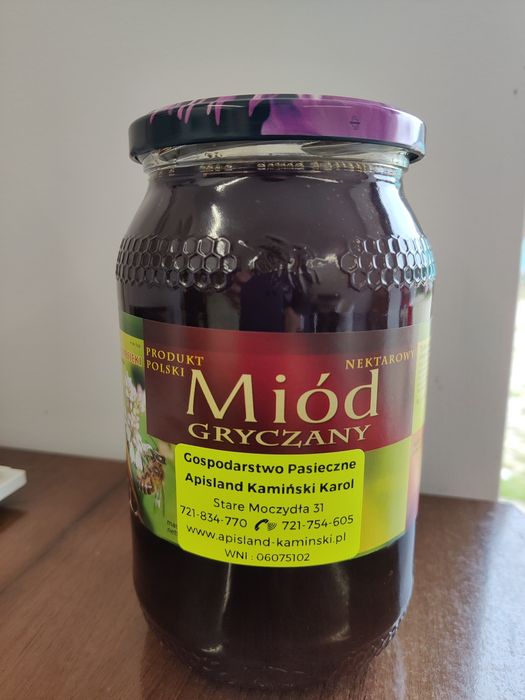 PRODUKT
POLSKI
NEKTAROWY
Miód
GRYCZANY
Gospodarstwo Pasieczne
Apisland Kamiński Karol
Stare Moczydła 31
721-834-770 721-754-605
www.apisland-kaminski.pl
WNI : 06075102